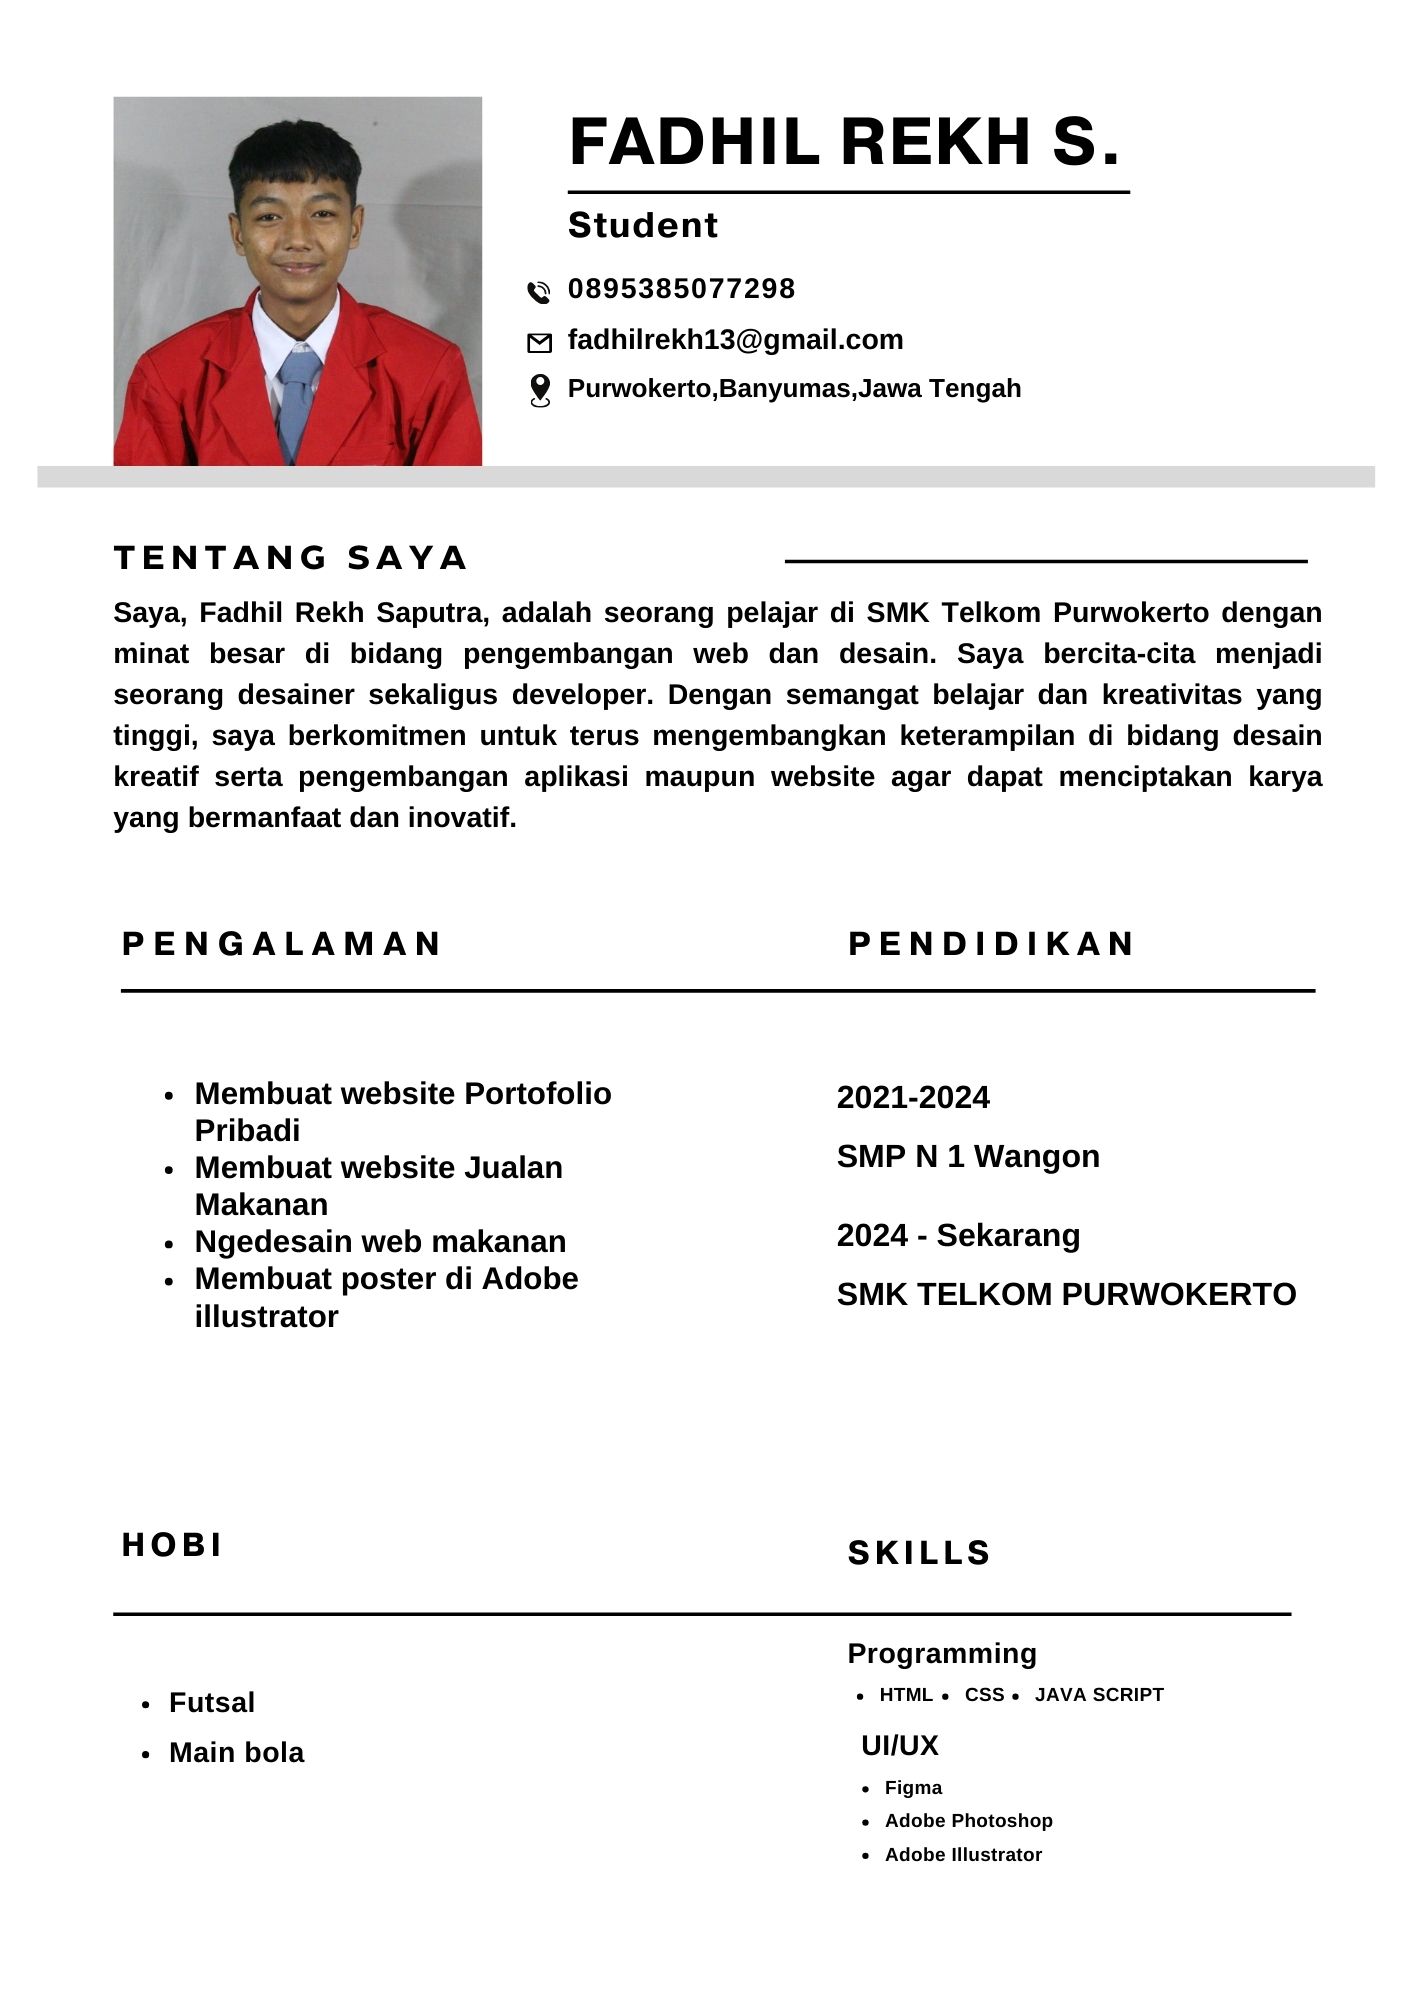 FADHIL REKH S.
Student
0895385077298
fadhilrekh13@gmail.com
Purwokerto,Banyumas,Jawa Tengah
TENTANG SAYA
Saya, Fadhil Rekh Saputra, adalah seorang pelajar di SMK Telkom Purwokerto dengan
minat besar di bidang pengembangan web dan desain. Saya bercita-cita menjadi
seorang desainer sekaligus developer. Dengan semangat belajar dan kreativitas yang
tinggi, saya berkomitmen untuk terus mengembangkan keterampilan di bidang desain
kreatif serta pengembangan aplikasi maupun website agar dapat menciptakan karya
yang bermanfaat dan inovatif.
PENGALAMAN
• Membuat website Portofolio
Pribadi
• Membuat website Jualan
Makanan
• Ngedesain web makanan
• Membuat poster di Adobe
illustrator
PENDIDIKAN
2021-2024
SMP N 1 Wangon
2024 - Sekarang
SMK TELKOM PURWOKERTO
HOBI
• Futsal
• Main bola
SKILLS
Programming
• HTML • CSS • JAVA SCRIPT
UI/UX
• Figma
• Adobe Photoshop
• Adobe Illustrator